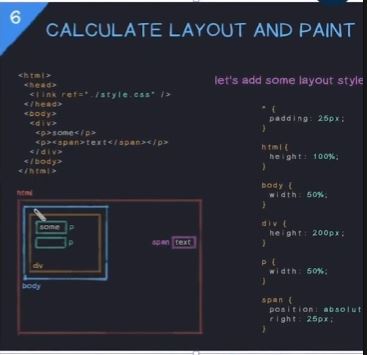 6
CALCULATE LAYOUT AND PAINT
let's add some layout style
<html>
<head>
<link ref="./style.css" />
</head>
<body>
<div>
<p>some</p>
<p><span>text</span></p>
</div>
</body>
</html>
* {
padding: 25px;
}
html{
height: 100%;
}
body {
width: 50%;
}
div {
height: 200px;
}
p {
width: 50%;
}
span {
position: absolut
right: 25px;
}
html
some p
p
span text
div
body